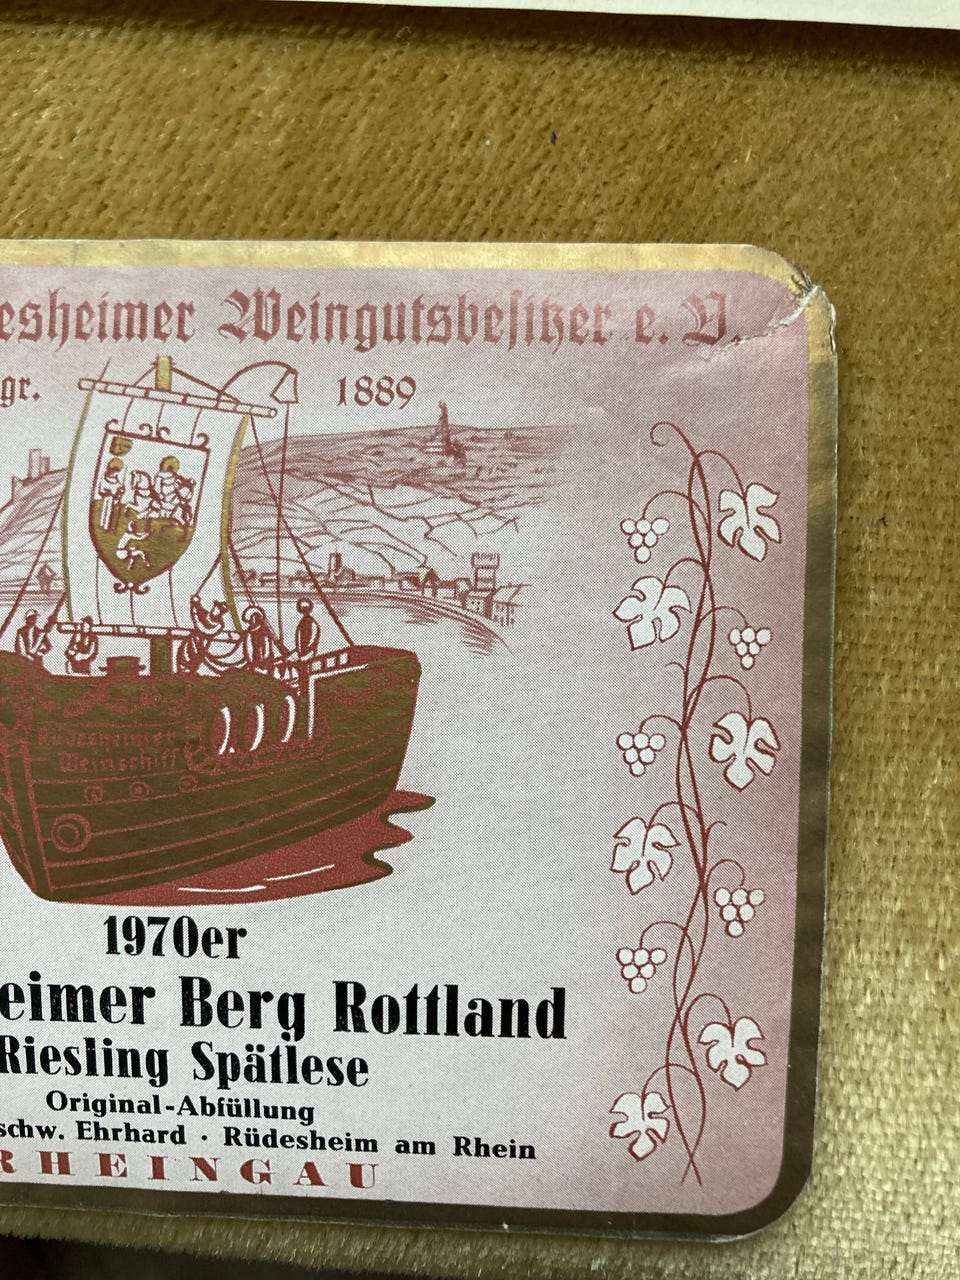 esheimer Weingutsbesitzer e. V.
gr. 1889
Rüdesheimer
Weinschiff
1970er
eimer Berg Rottland
Riesling Spätlese
Original-Abfüllung
schw. Ehrhard · Rüdesheim am Rhein
RHEINGAU